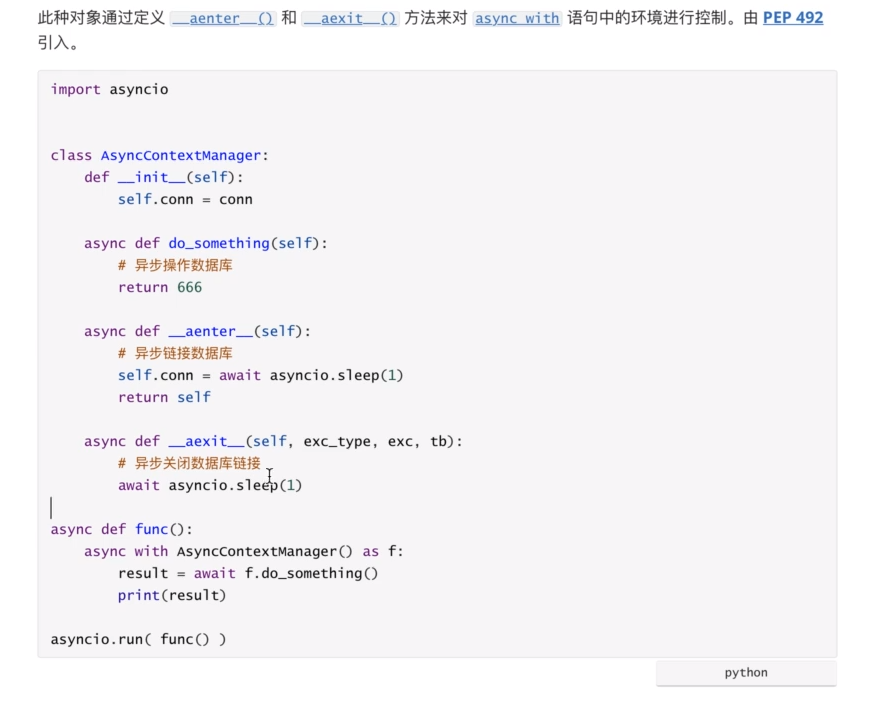 此种对象通过定义 __aenter__() 和 __aexit__() 方法来对 async with 语句中的环境进行控制。由 PEP 492
引入。
import asyncio
class AsyncContextManager:
    def __init__(self):
        self.conn = conn
    async def do_something(self):
        # 异步操作数据库
        return 666
    async def __aenter__(self):
        # 异步链接数据库
        self.conn = await asyncio.sleep(1)
        return self
    async def __aexit__(self, exc_type, exc, tb):
        # 异步关闭数据库链接
        await asyncio.sleep(1)
async def func():
    async with AsyncContextManager() as f:
        result = await f.do_something()
        print(result)
asyncio.run( func() )
python